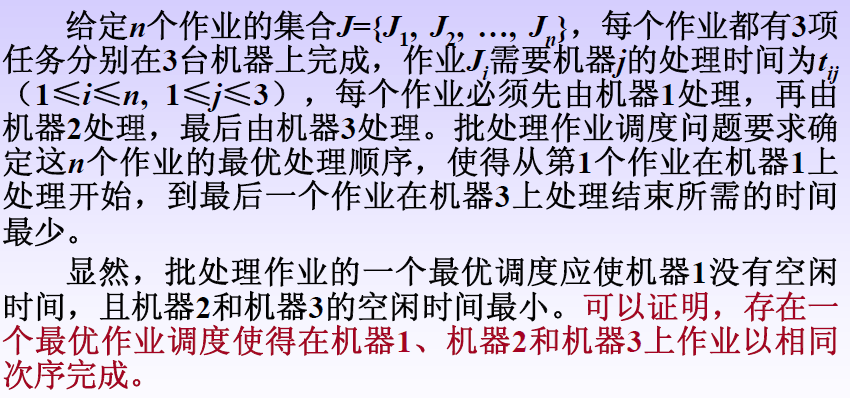 给定n个作业的集合J={J1, J2, …, Jn}，每个作业都有3项
任务分别在3台机器上完成，作业Ji需要机器j的处理时间为tij
（1≤i≤n, 1≤j≤3），每个作业必须先由机器1处理，再由
机器2处理，最后由机器3处理。批处理作业调度问题要求确
定这n个作业的最优处理顺序，使得从第1个作业在机器1上
处理开始，到最后一个作业在机器3上处理结束所需的时间
最少。
显然，批处理作业的一个最优调度应使机器1没有空闲
时间，且机器2和机器3的空闲时间最小。可以证明，存在一
个最优作业调度使得在机器1、机器2和机器3上作业以相同
次序完成。